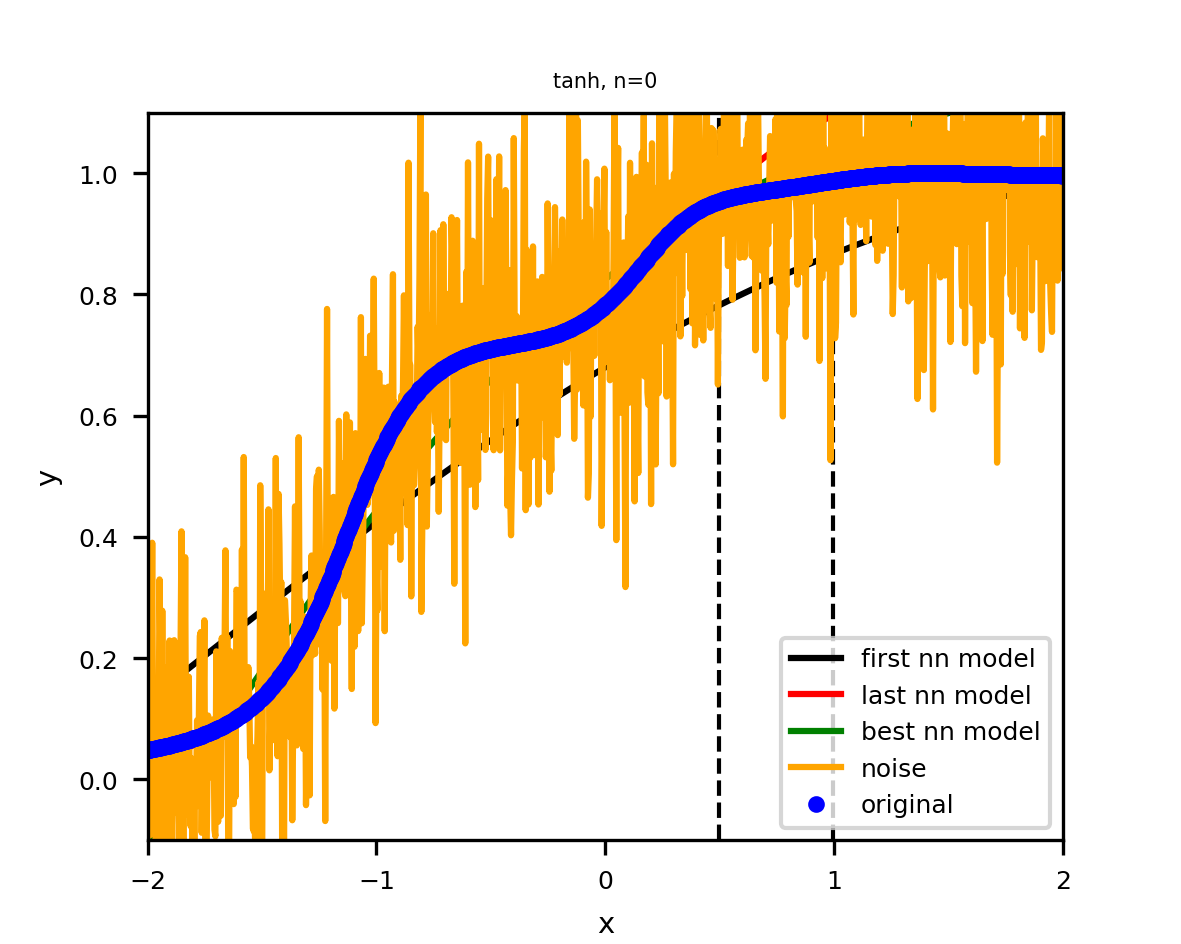 tanh, n=0
1.0
0.8
0.6
0.4
0.2
0.0
y
−2
−1
0
1
2
x
first nn model
last nn model
best nn model
noise
original